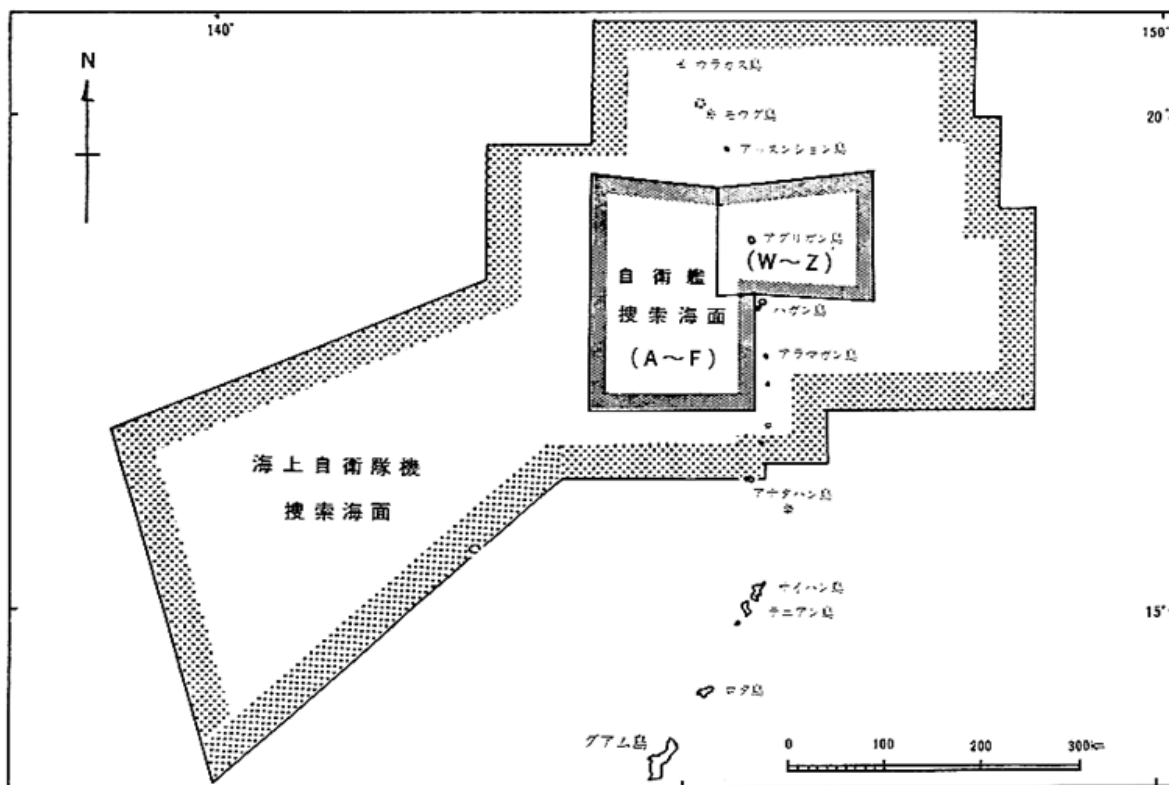 140°
150°
N
ウラカス島
20°
モウグ島
アッスンション島
アグリガン島
(W～Z)
自衛艦
捜索海面
(A～F)
アラマガン島
海上自衛隊機
捜索海面
アナタハン島
サイパン島
テニアン島
15°
ロタ島
グアム島
0 100 200 300km